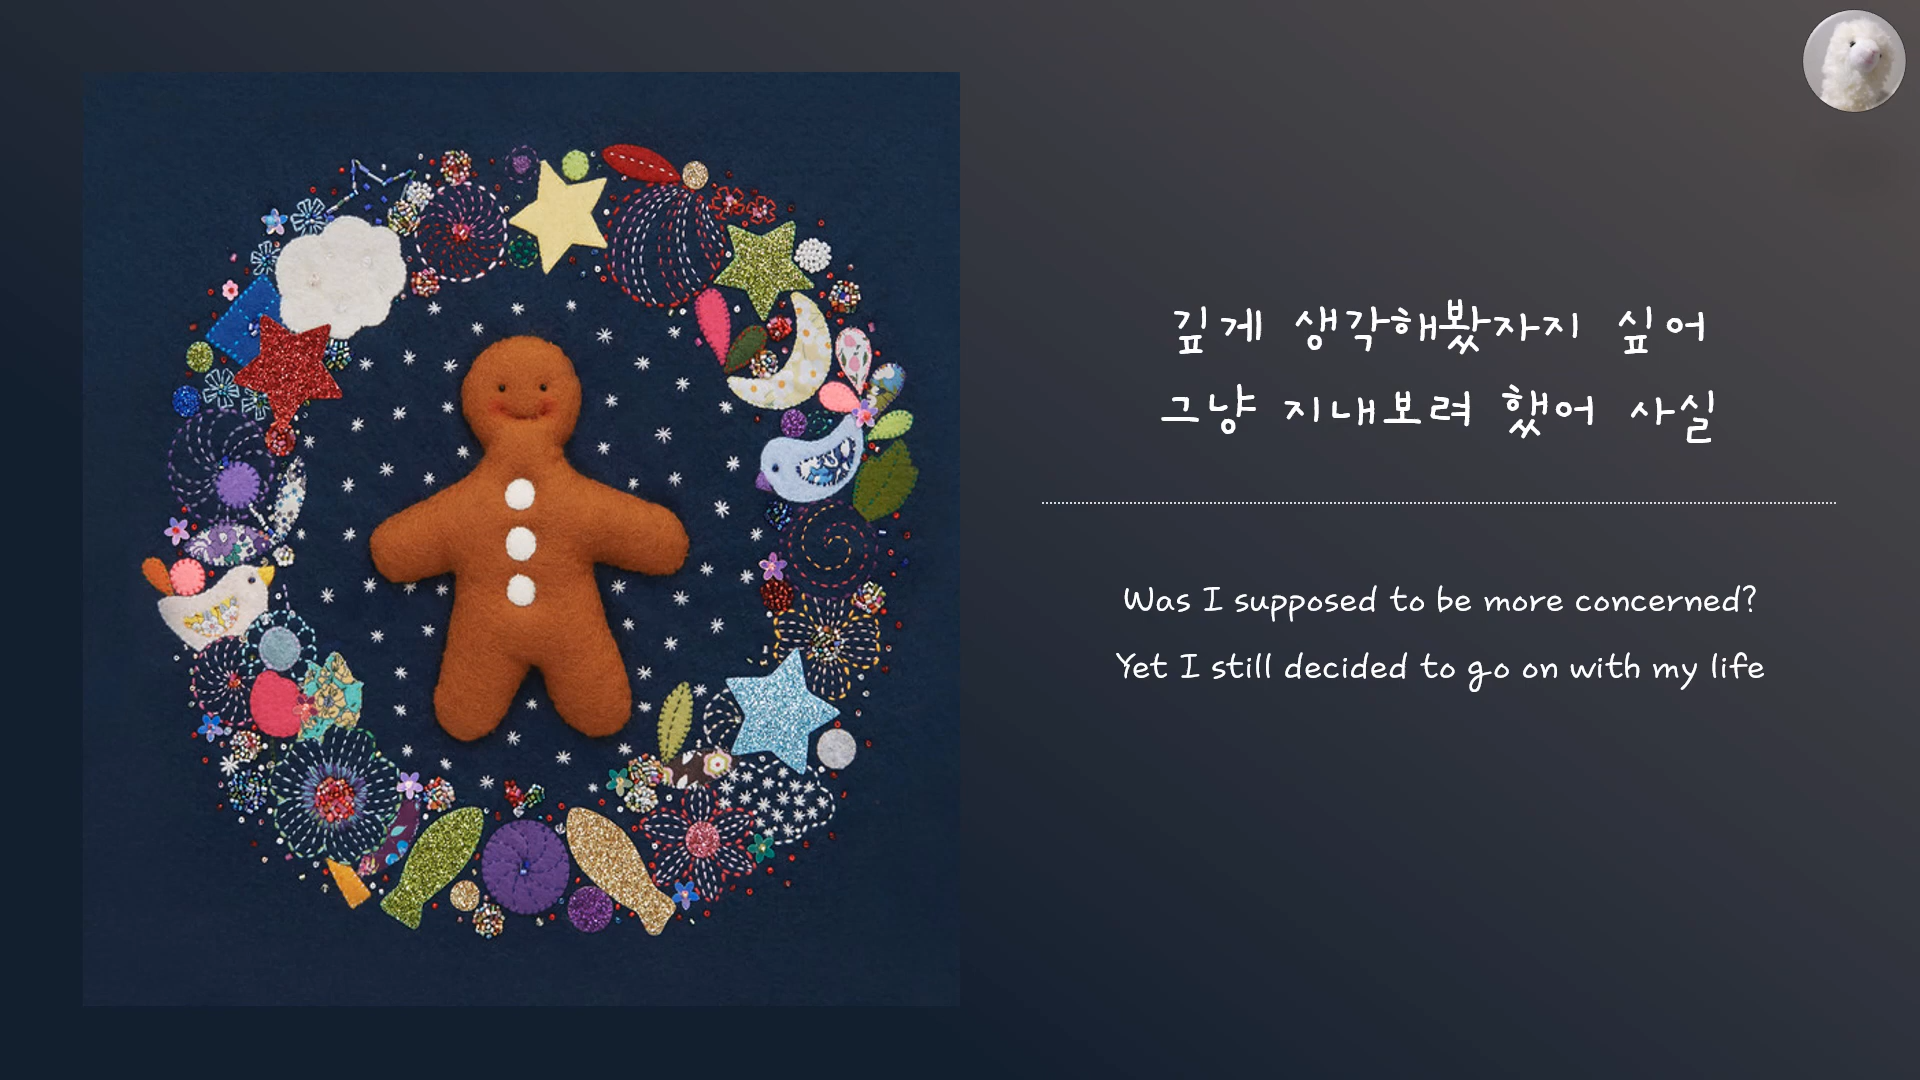 깊게 생각해봤자지 싶어
그냥 지내보려 했어 사실
Was I supposed to be more concerned?
Yet I still decided to go on with my life